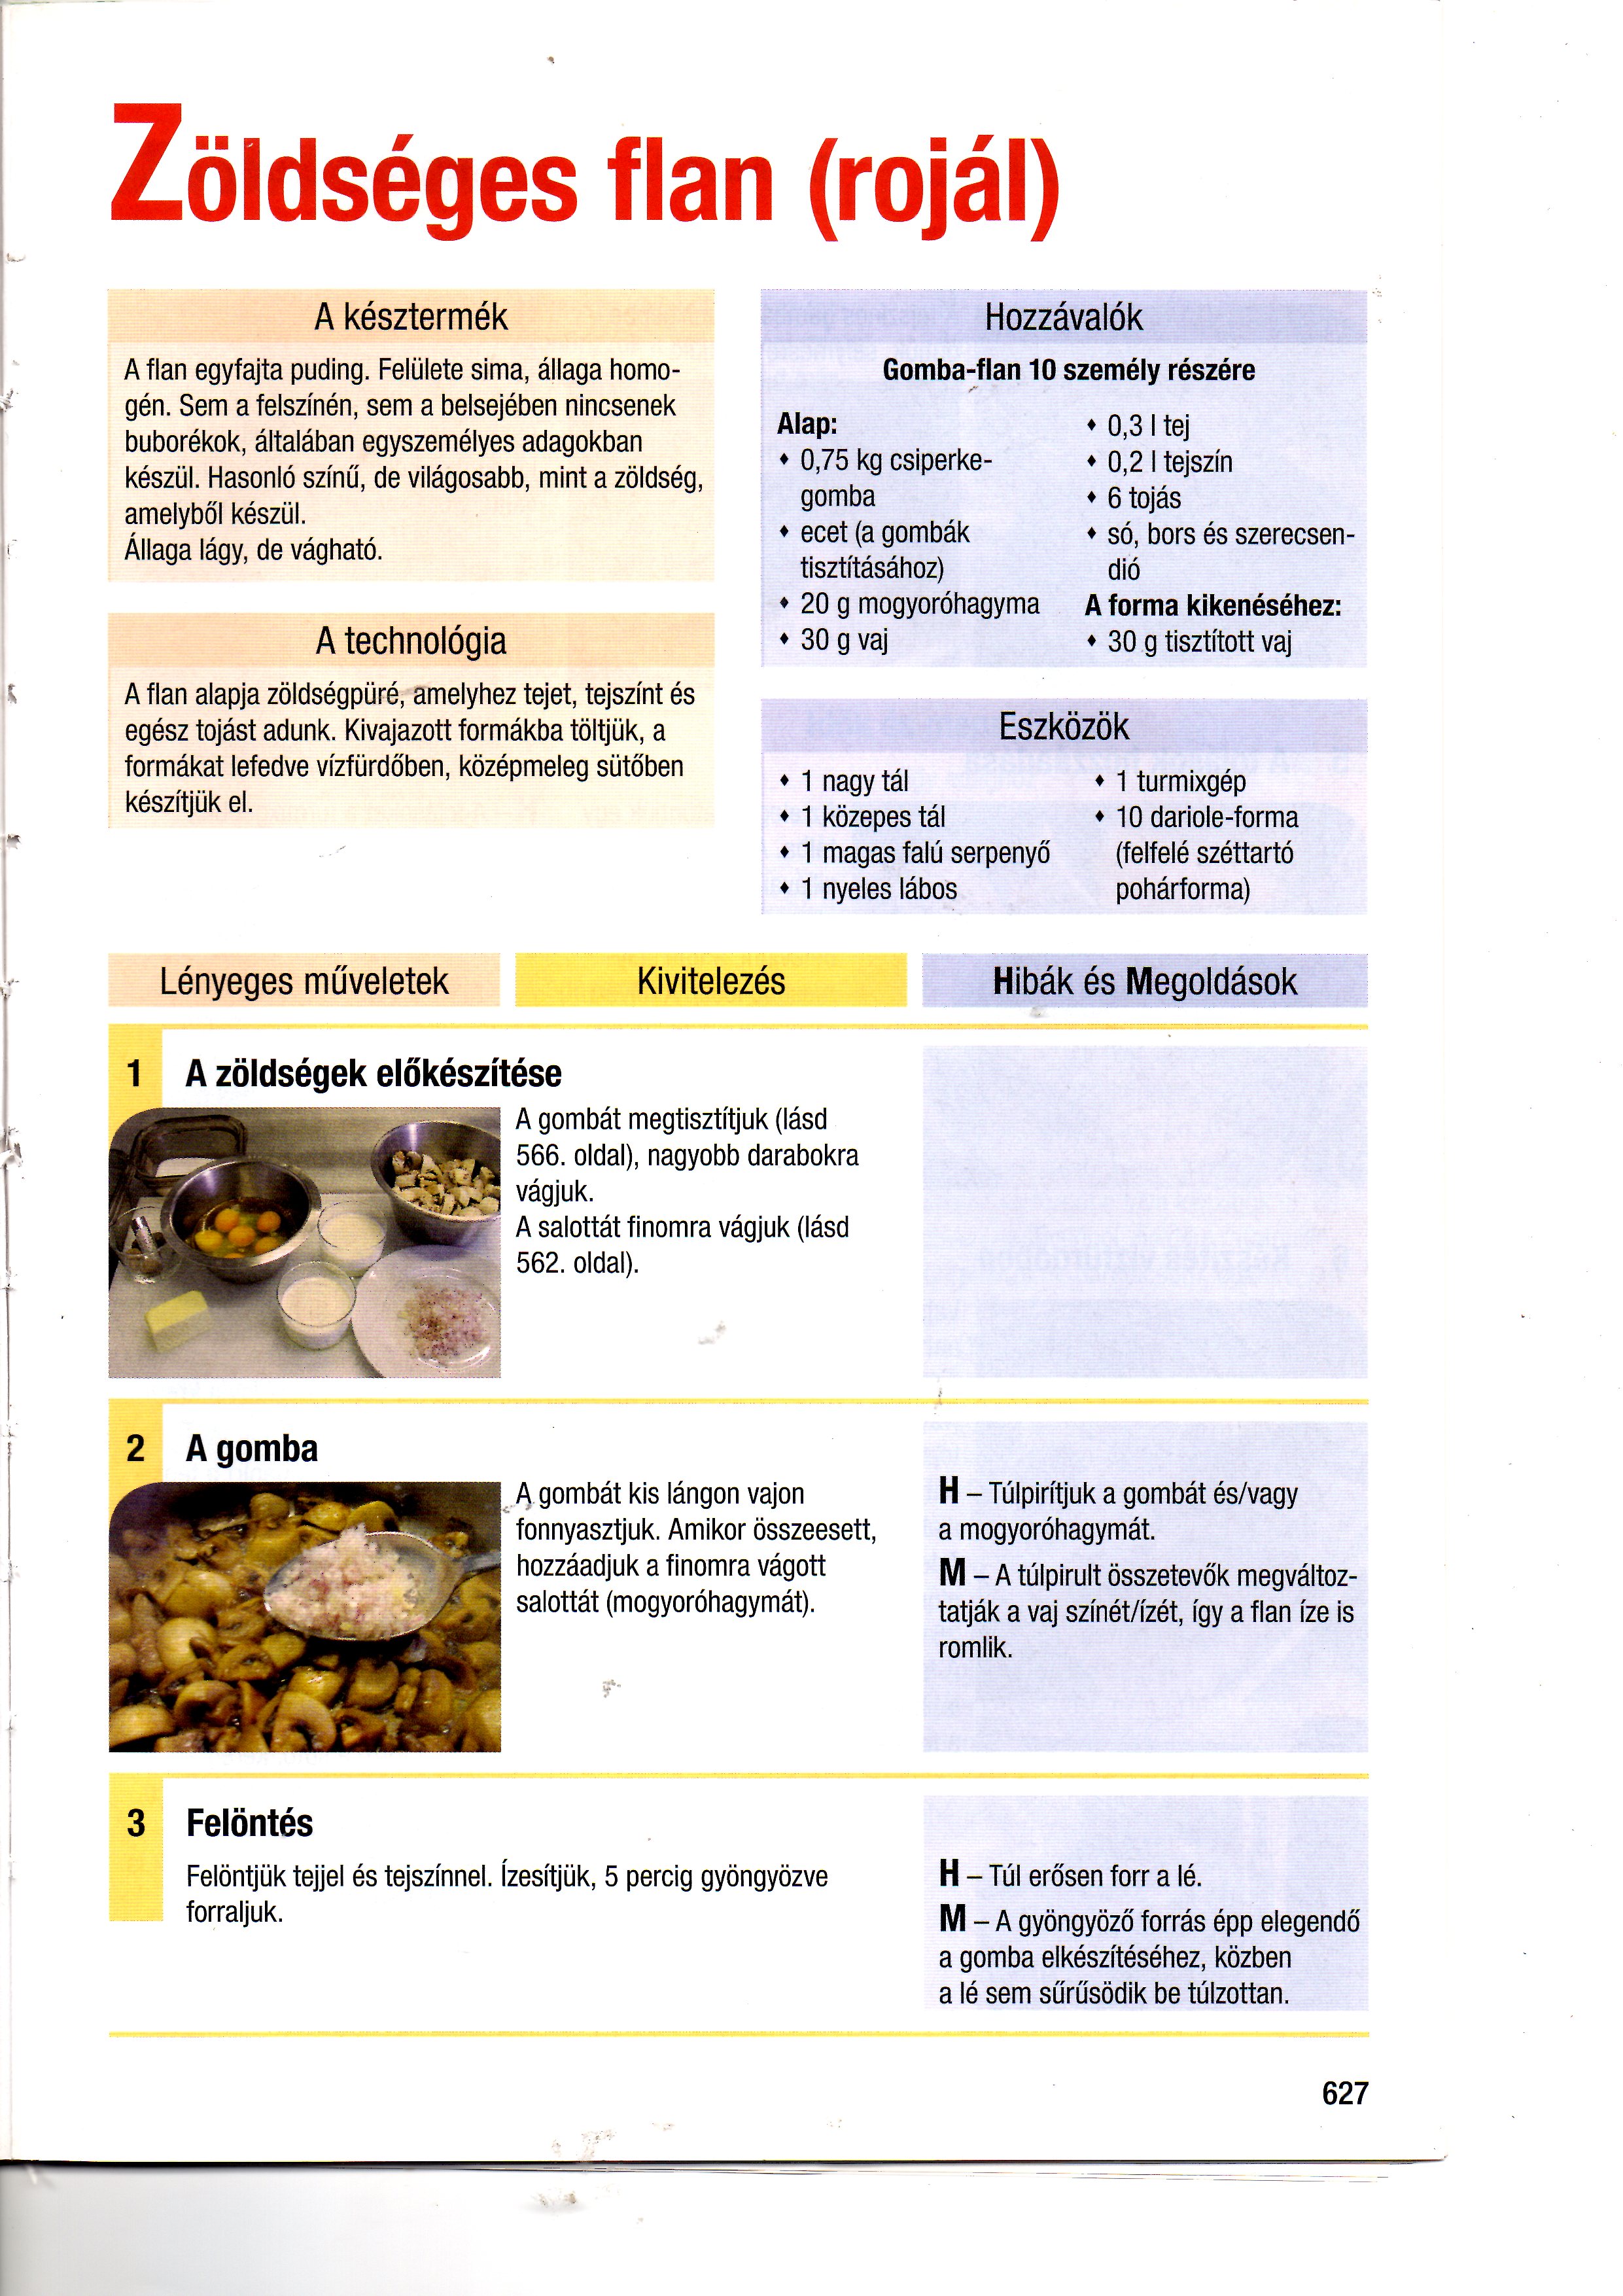 Zöldséges flan (rojál)
A késztermék
A flan egyfajta puding. Felülete sima, állaga homo-
gén. Sem a felszínén, sem a belsejében nincsenek
buborékok, általában egyszemélyes adagokban
készül. Hasonló színű, de világosabb, mint a zöldség,
amelyből készül.
Állaga lágy, de vágható.
A technológia
A flan alapja zöldségpüré, amelyhez tejet, tejszínt és
egész tojást adunk. Kivajazott formákba töltjük, a
formákat lefedve vízfürdőben, középmeleg sütőben
készítjük el.
Hozzávalók
Gomba-flan 10 személy részére
Alap:
• 0,75 kg csiperke-
gomba
• ecet (a gombák
tisztításához)
• 20 g mogyoróhagyma
• 30 g vaj
• 0,3 l tej
• 0,2 l tejszín
• 6 tojás
• só, bors és szerecsen-
dió
A forma kikenéséhez:
• 30 g tisztított vaj
Eszközök
• 1 nagy tál
• 1 közepes tál
• 1 magas falú serpenyő
• 1 nyeles lábos
• 1 turmixgép
• 10 dariole-forma
(felfelé széttartó
pohárforma)
Lényeges műveletek
Kivitelezés
Hibák és Megoldások
1 A zöldségek előkészítése
A gombát megtisztítjuk (lásd
566. oldal), nagyobb darabokra
vágjuk.
A salottát finomra vágjuk (lásd
562. oldal).
2 A gomba
A gombát kis lángon vajon
fonnyasztjuk. Amikor összeesett,
hozzáadjuk a finomra vágott
salottát (mogyoróhagymát).
H – Túlpirítjuk a gombát és/vagy
a mogyoróhagymát.
M – A túlpirult összetevők megváltoz-
tatják a vaj színét/ízét, így a flan íze is
romlik.
3 Felöntés
Felöntjük tejjel és tejszínnel. Ízesítjük, 5 percig gyöngyözve
forraljuk.
H – Túl erősen forr a lé.
M – A gyöngyöző forrás épp elegendő
a gomba elkészítéséhez, közben
a lé sem sűrűsödik be túlzottan.
627